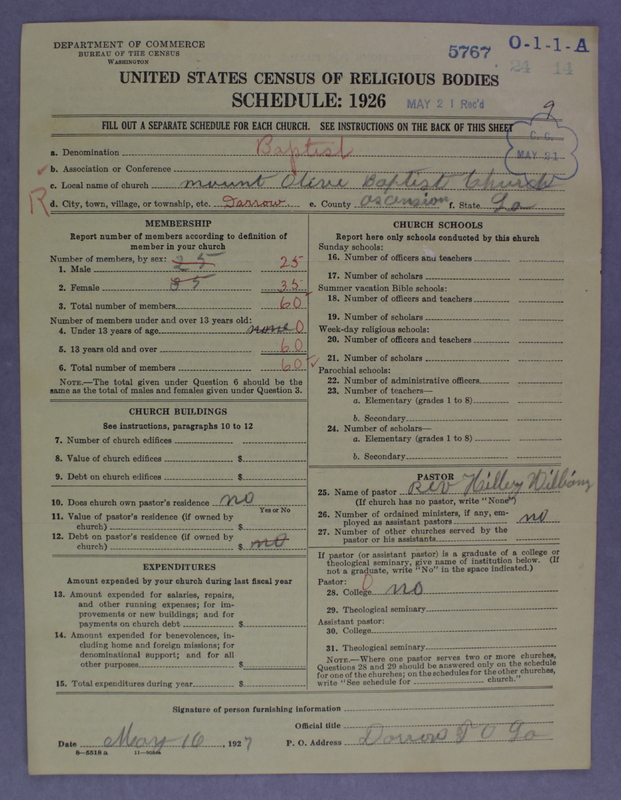 DEPARTMENT OF COMMERCE
BUREAU OF THE CENSUS
WASHINGTON
5767 0-1-1-A
24 14
UNITED STATES CENSUS OF RELIGIOUS BODIES
SCHEDULE: 1926 MAY 21 Rec'd
9
FILL OUT A SEPARATE SCHEDULE FOR EACH CHURCH. SEE INSTRUCTIONS ON THE BACK OF THIS SHEET
C. C.
MAY 21
a. Denomination Baptist
b. Association or Conference
c. Local name of church mount Oleve Baptist Church
R d. City, town, village, or township, etc. Darrow e. County ascension f. State La
MEMBERSHIP
Report number of members according to definition of
member in your church
Number of members, by sex:
1. Male 25 25
2. Female 35 35
3. Total number of members 60
Number of members under and over 13 years old:
4. Under 13 years of age none 0
5. 13 years old and over 60
6. Total number of members 60
NOTE.—The total given under Question 6 should be the
same as the total of males and females given under Question 3.
CHURCH BUILDINGS
See instructions, paragraphs 10 to 12
7. Number of church edifices
8. Value of church edifices $
9. Debt on church edifices $
10. Does church own pastor's residence no
Yes or No
11. Value of pastor's residence (if owned by
church) $
12. Debt on pastor's residence (if owned by
church) $ no
EXPENDITURES
Amount expended by your church during last fiscal year
13. Amount expended for salaries, repairs,
and other running expenses; for im-
provements or new buildings; and for
payments on church debt $
14. Amount expended for benevolences, in-
cluding home and foreign missions; for
denominational support; and for all
other purposes $
15. Total expenditures during year $
CHURCH SCHOOLS
Report here only schools conducted by this church
Sunday schools:
16. Number of officers and teachers
17. Number of scholars
Summer vacation Bible schools:
18. Number of officers and teachers
19. Number of scholars
Week-day religious schools:
20. Number of officers and teachers
21. Number of scholars
Parochial schools:
22. Number of administrative officers
23. Number of teachers—
a. Elementary (grades 1 to 8)
b. Secondary
24. Number of scholars—
a. Elementary (grades 1 to 8)
b. Secondary
PASTOR
25. Name of pastor Rev Hillery Williams
(If church has no pastor, write "None")
26. Number of ordained ministers, if any, em-
ployed as assistant pastors no
27. Number of other churches served by the
pastor or his assistants
If pastor (or assistant pastor) is a graduate of a college or
theological seminary, give name of institution below. (If
not a graduate, write "No" in the space indicated.)
Pastor:
28. College 0 no
29. Theological seminary
Assistant pastor:
30. College
31. Theological seminary
NOTE.—Where one pastor serves two or more churches,
Questions 28 and 29 should be answered only on the schedule
for one of the churches; on the schedules for the other churches,
write "See schedule for church."
Signature of person furnishing information
Official title
Date May 16, 1927 P. O. Address Darrow P O La
8-5518a